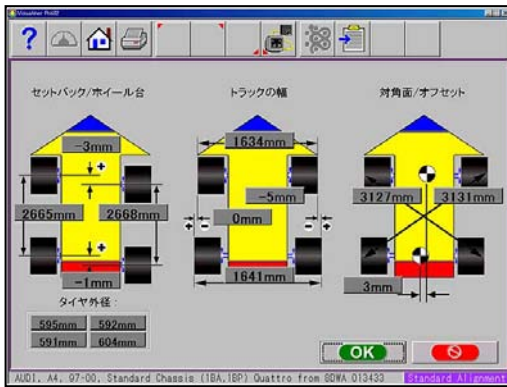 Visualiner Pro32
?
セットバック/ホイール台
トラックの幅
対角面/オフセット
-3mm
1634mm
2665mm
2668mm
-5mm
0mm
3127mm
3131mm
-1mm
1641mm
3mm
タイヤ外径:
595mm
592mm
591mm
604mm
OK
AUDI, A4, 97-00, Standard Chassis (1BA,1BP) Quattro from 8DWA 013433
Standard Alignment